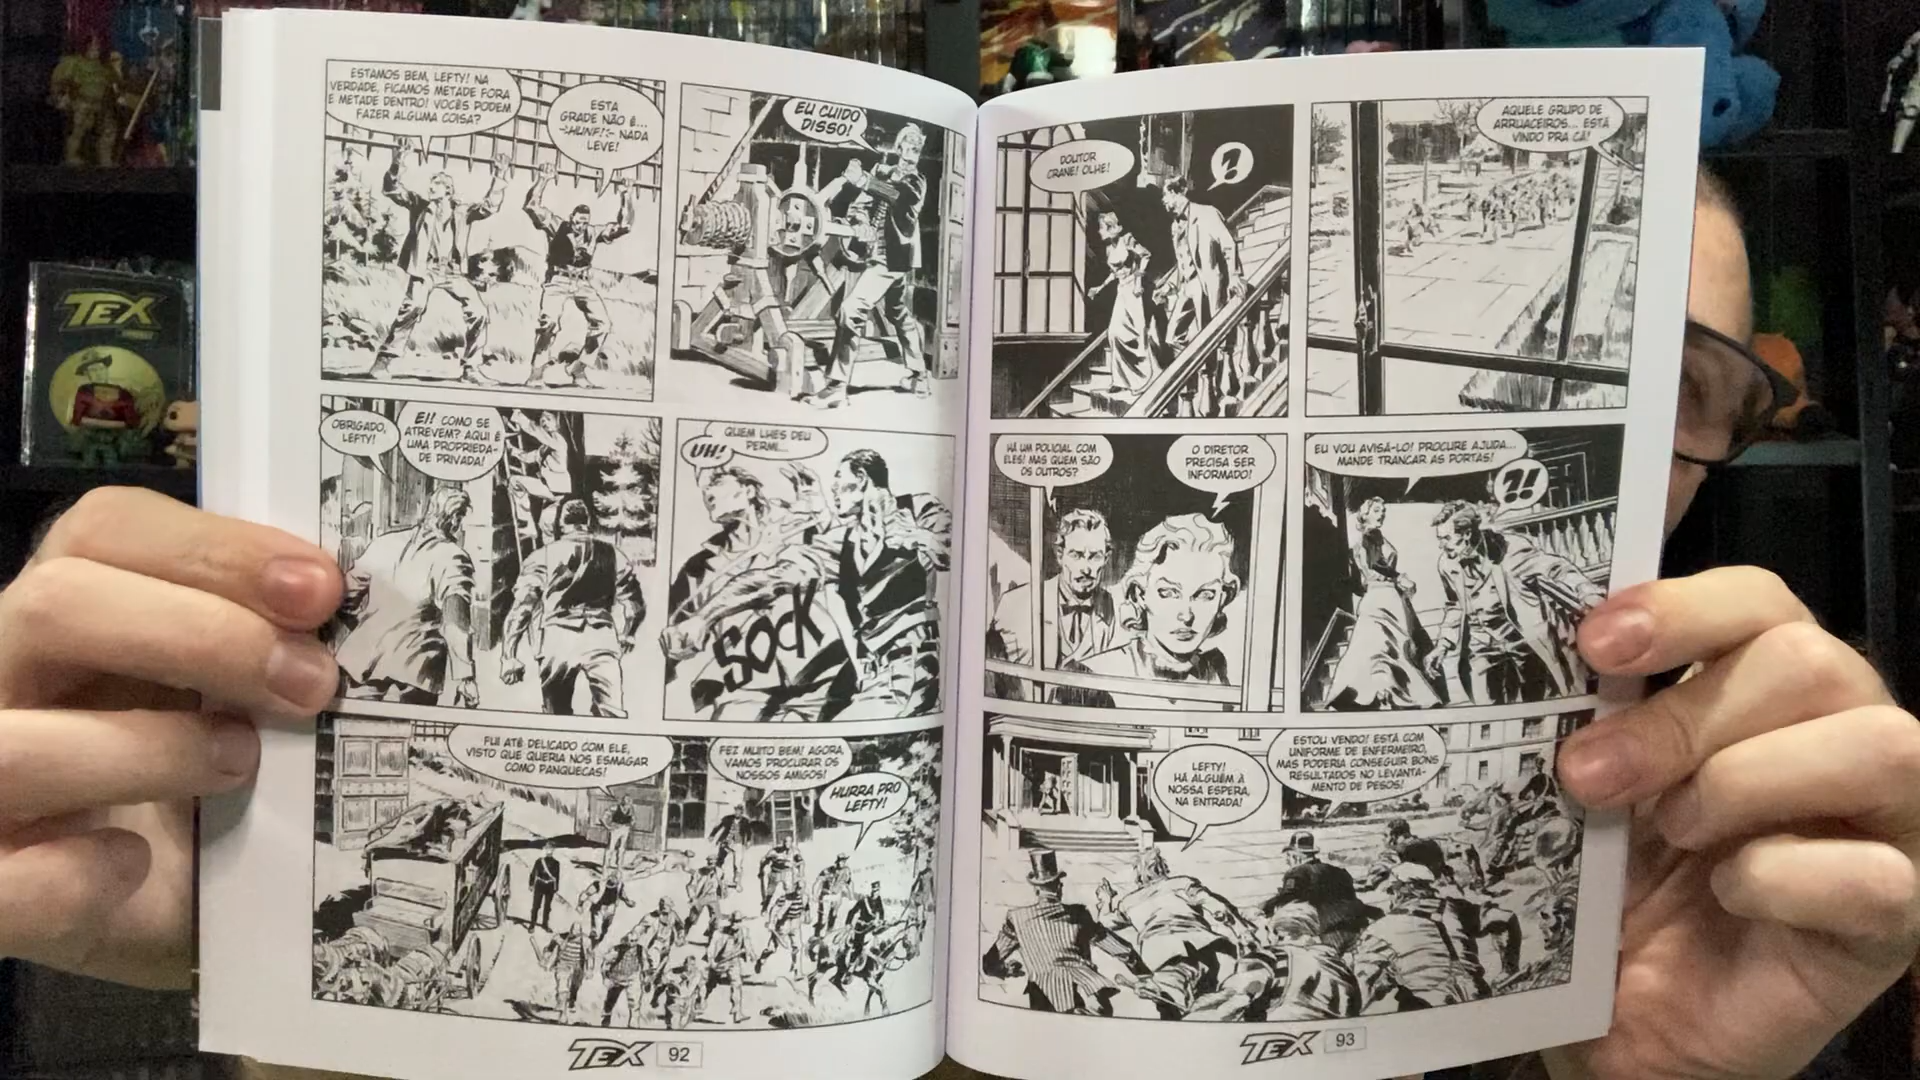 ESTAMOS BEM, LEFTY! NA
VERDADE, FICAMOS METADE FORA
E METADE DENTRO! VOCÊS PODEM
FAZER ALGUMA COISA?
ESTA
GRADE NÃO É...
-:HUNF!:- NADA
LEVE!
EU CUIDO
DISSO!
OBRIGADO,
LEFTY!
EI! COMO SE
ATREVEM? AQUI É
UMA PROPRIEDA-
DE PRIVADA!
QUEM LHES DEU
PERMI...
UH!
SOCK
FUI ATÉ DELICADO COM ELE,
VISTO QUE QUERIA NOS ESMAGAR
COMO PANQUECAS!
FEZ MUITO BEM! AGORA,
VAMOS PROCURAR OS
NOSSOS AMIGOS!
HURRA PRO
LEFTY!
TEX 92
DOUTOR
CRANE! OLHE!
?
AQUELE GRUPO DE
ARRUACEIROS... ESTÁ
VINDO PRA CÁ!
HÁ UM POLICIAL COM
ELES! MAS QUEM SÃO
OS OUTROS?
O DIRETOR
PRECISA SER
INFORMADO!
EU VOU AVISÁ-LO! PROCURE AJUDA...
MANDE TRANCAR AS PORTAS!
?!
LEFTY!
HÁ ALGUÉM À
NOSSA ESPERA,
NA ENTRADA!
ESTOU VENDO! ESTÁ COM
UNIFORME DE ENFERMEIRO,
MAS PODERIA CONSEGUIR BONS
RESULTADOS NO LEVANTA-
MENTO DE PESOS!
TEX 93
TEX